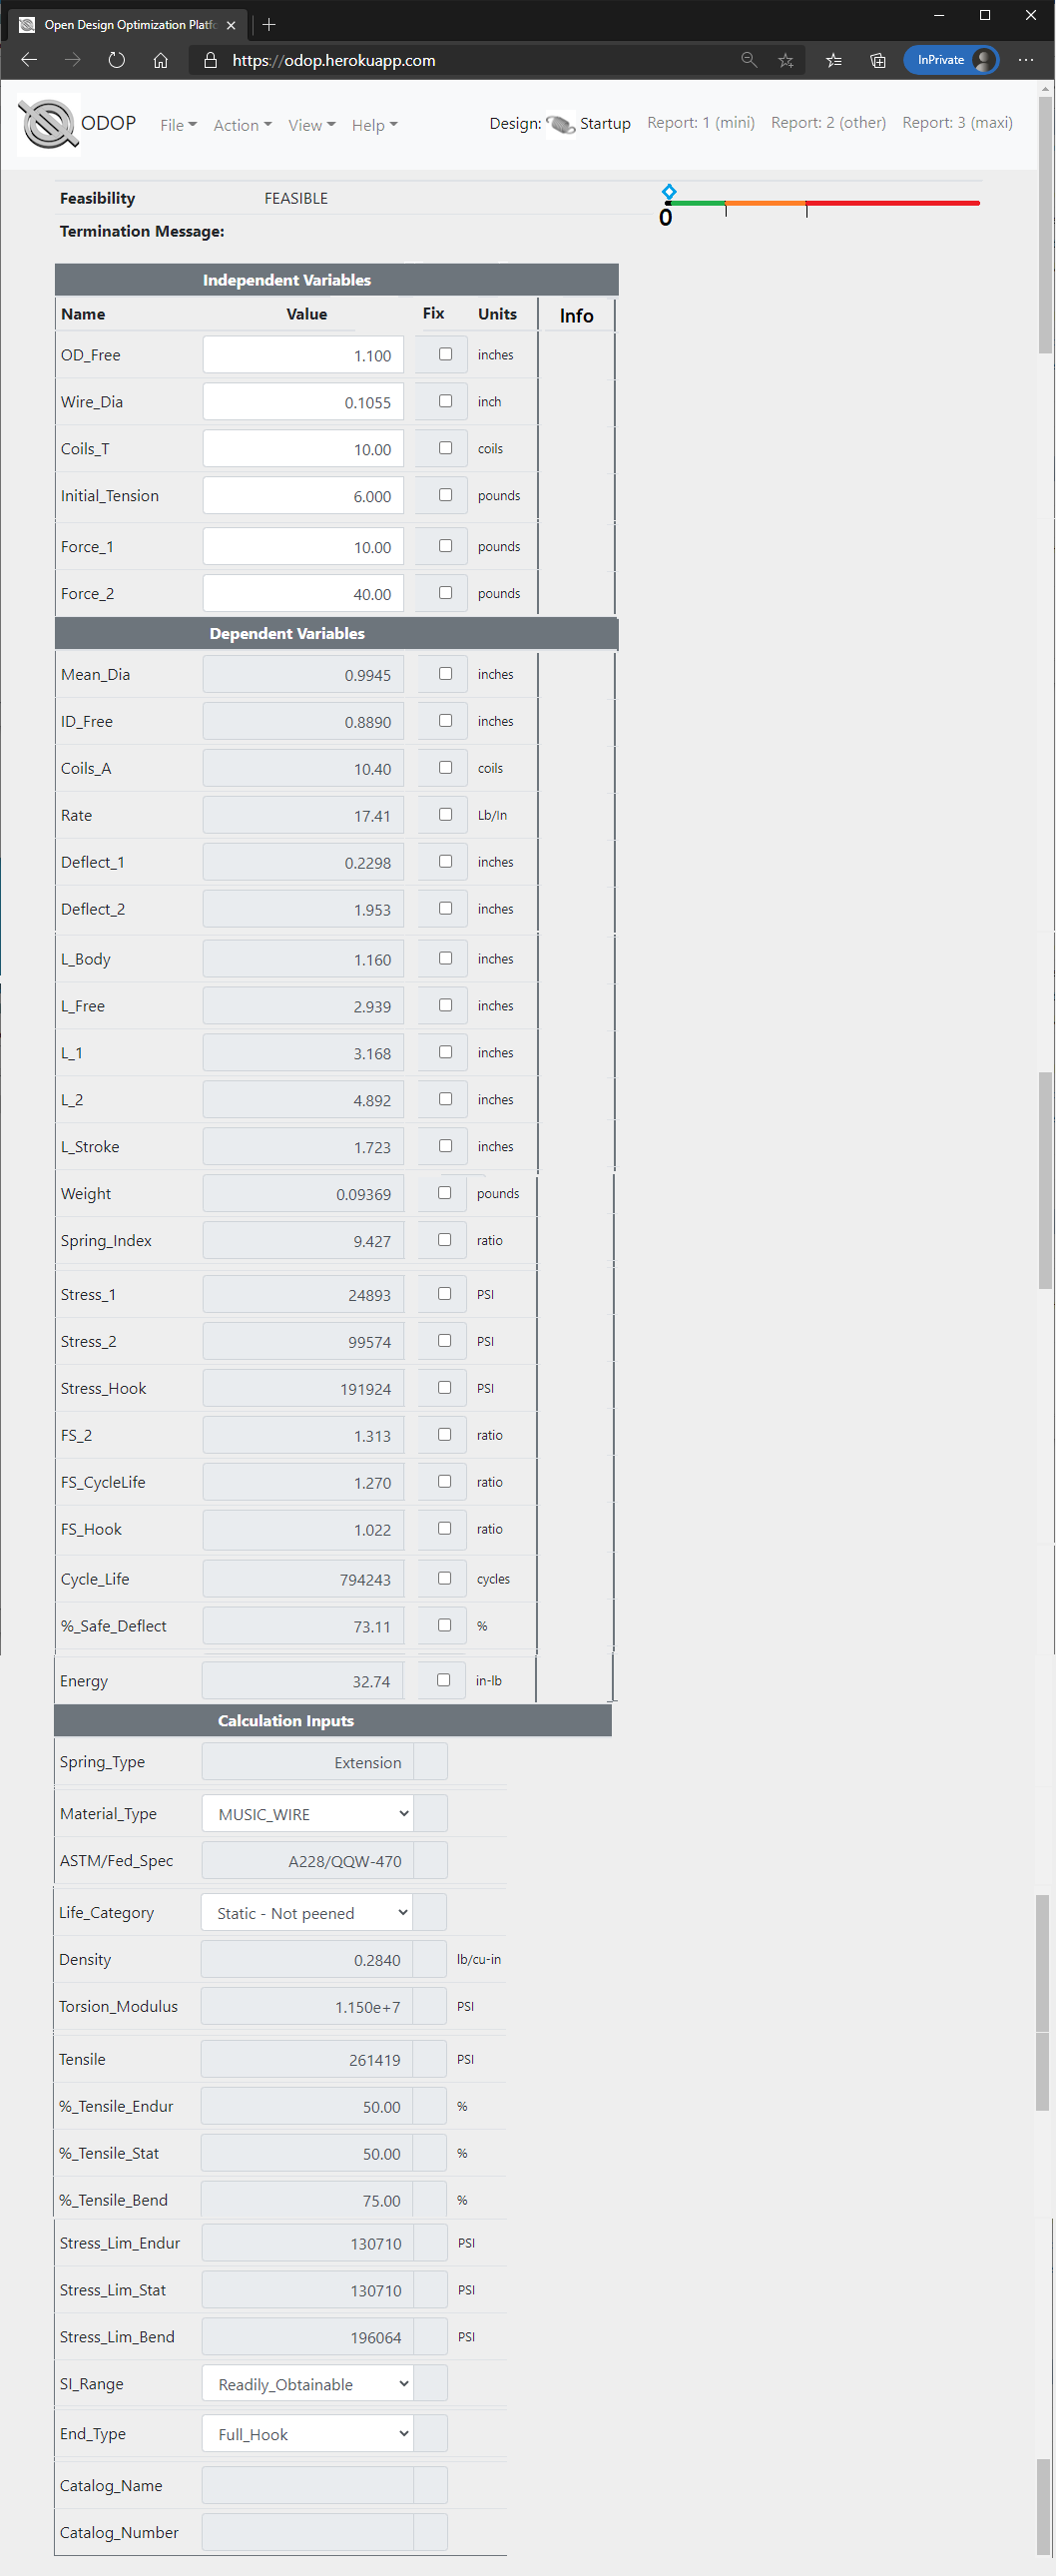 Open Design Optimization Platfo
https://odop.herokuapp.com
InPrivate
ODOP File Action View Help Design: Startup Report: 1 (mini) Report: 2 (other) Report: 3 (maxi)
Feasibility FEASIBLE
0
Termination Message:
Independent Variables
Name Value Fix Units Info
OD_Free 1.100 inches
Wire_Dia 0.1055 inch
Coils_T 10.00 coils
Initial_Tension 6.000 pounds
Force_1 10.00 pounds
Force_2 40.00 pounds
Dependent Variables
Mean_Dia 0.9945 inches
ID_Free 0.8890 inches
Coils_A 10.40 coils
Rate 17.41 Lb/In
Deflect_1 0.2298 inches
Deflect_2 1.953 inches
L_Body 1.160 inches
L_Free 2.939 inches
L_1 3.168 inches
L_2 4.892 inches
L_Stroke 1.723 inches
Weight 0.09369 pounds
Spring_Index 9.427 ratio
Stress_1 24893 PSI
Stress_2 99574 PSI
Stress_Hook 191924 PSI
FS_2 1.313 ratio
FS_CycleLife 1.270 ratio
FS_Hook 1.022 ratio
Cycle_Life 794243 cycles
%_Safe_Deflect 73.11 %
Energy 32.74 in-lb
Calculation Inputs
Spring_Type Extension
Material_Type MUSIC_WIRE
ASTM/Fed_Spec A228/QQW-470
Life_Category Static - Not peened
Density 0.2840 lb/cu-in
Torsion_Modulus 1.150e+7 PSI
Tensile 261419 PSI
%_Tensile_Endur 50.00 %
%_Tensile_Stat 50.00 %
%_Tensile_Bend 75.00 %
Stress_Lim_Endur 130710 PSI
Stress_Lim_Stat 130710 PSI
Stress_Lim_Bend 196064 PSI
SI_Range Readily_Obtainable
End_Type Full_Hook
Catalog_Name
Catalog_Number